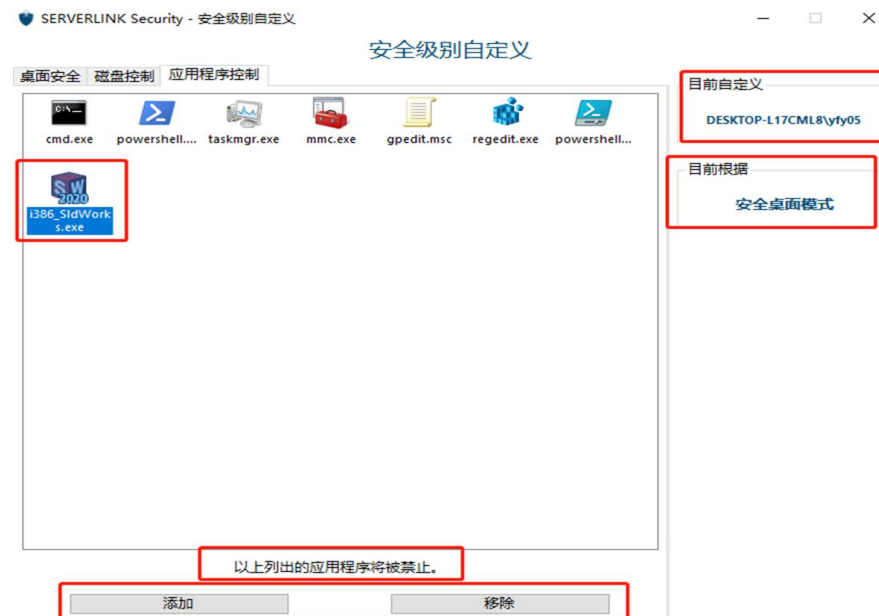 SERVERLINK Security - 安全级别自定义
安全级别自定义
桌面安全 磁盘控制 应用程序控制
目前自定义
DESKTOP-L17CML8\yfy05
目前根据
安全桌面模式
C:\_
cmd.exe powershell.... taskmgr.exe mmc.exe gpedit.msc regedit.exe powershell...
SW
2020
i386_SldWork
s.exe
以上列出的应用程序将被禁止。
添加 移除